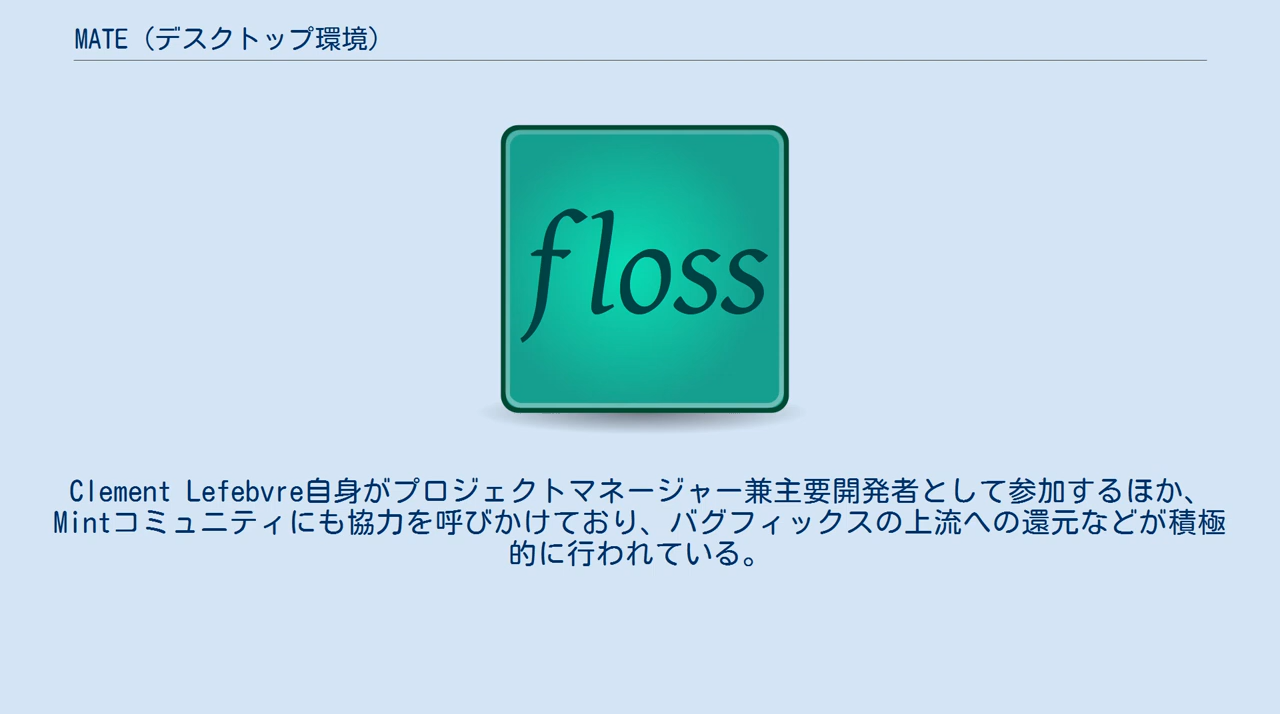 MATE（デスクトップ環境）
floss
Clement Lefebvre自身がプロジェクトマネージャー兼主要開発者として参加するほか、
Mintコミュニティにも協力を呼びかけており、バグフィックスの上流への還元などが積極
的に行われている。